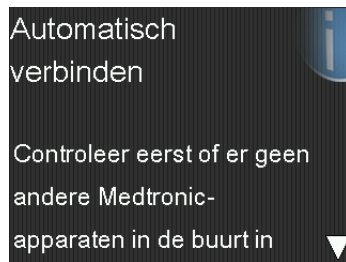 Automatisch
verbinden
Controleer eerst of er geen
andere Medtronic-
apparaten in de buurt in